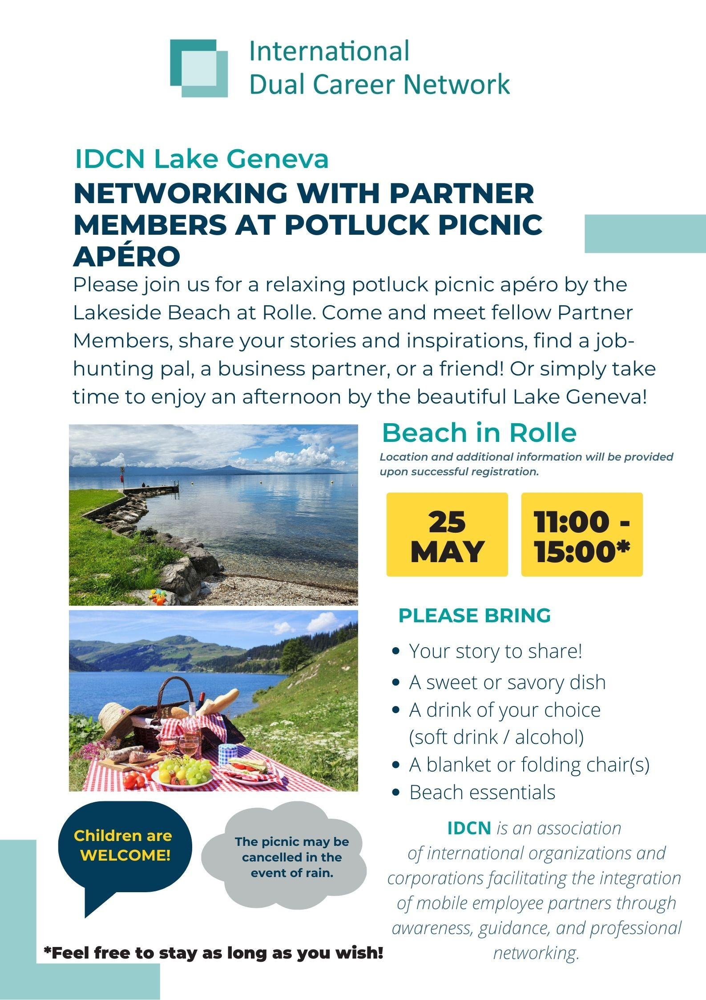 International
Dual Career Network
IDCN Lake Geneva
NETWORKING WITH PARTNER
MEMBERS AT POTLUCK PICNIC
APÉRO
Please join us for a relaxing potluck picnic apéro by the
Lakeside Beach at Rolle. Come and meet fellow Partner
Members, share your stories and inspirations, find a job-
hunting pal, a business partner, or a friend! Or simply take
time to enjoy an afternoon by the beautiful Lake Geneva!
Beach in Rolle
Location and additional information will be provided
upon successful registration.
25
MAY
11:00 -
15:00*
PLEASE BRING
• Your story to share!
• A sweet or savory dish
• A drink of your choice
(soft drink / alcohol)
• A blanket or folding chair(s)
• Beach essentials
Children are
WELCOME!
The picnic may be
cancelled in the
event of rain.
IDCN is an association
of international organizations and
corporations facilitating the integration
of mobile employee partners through
awareness, guidance, and professional
networking.
*Feel free to stay as long as you wish!